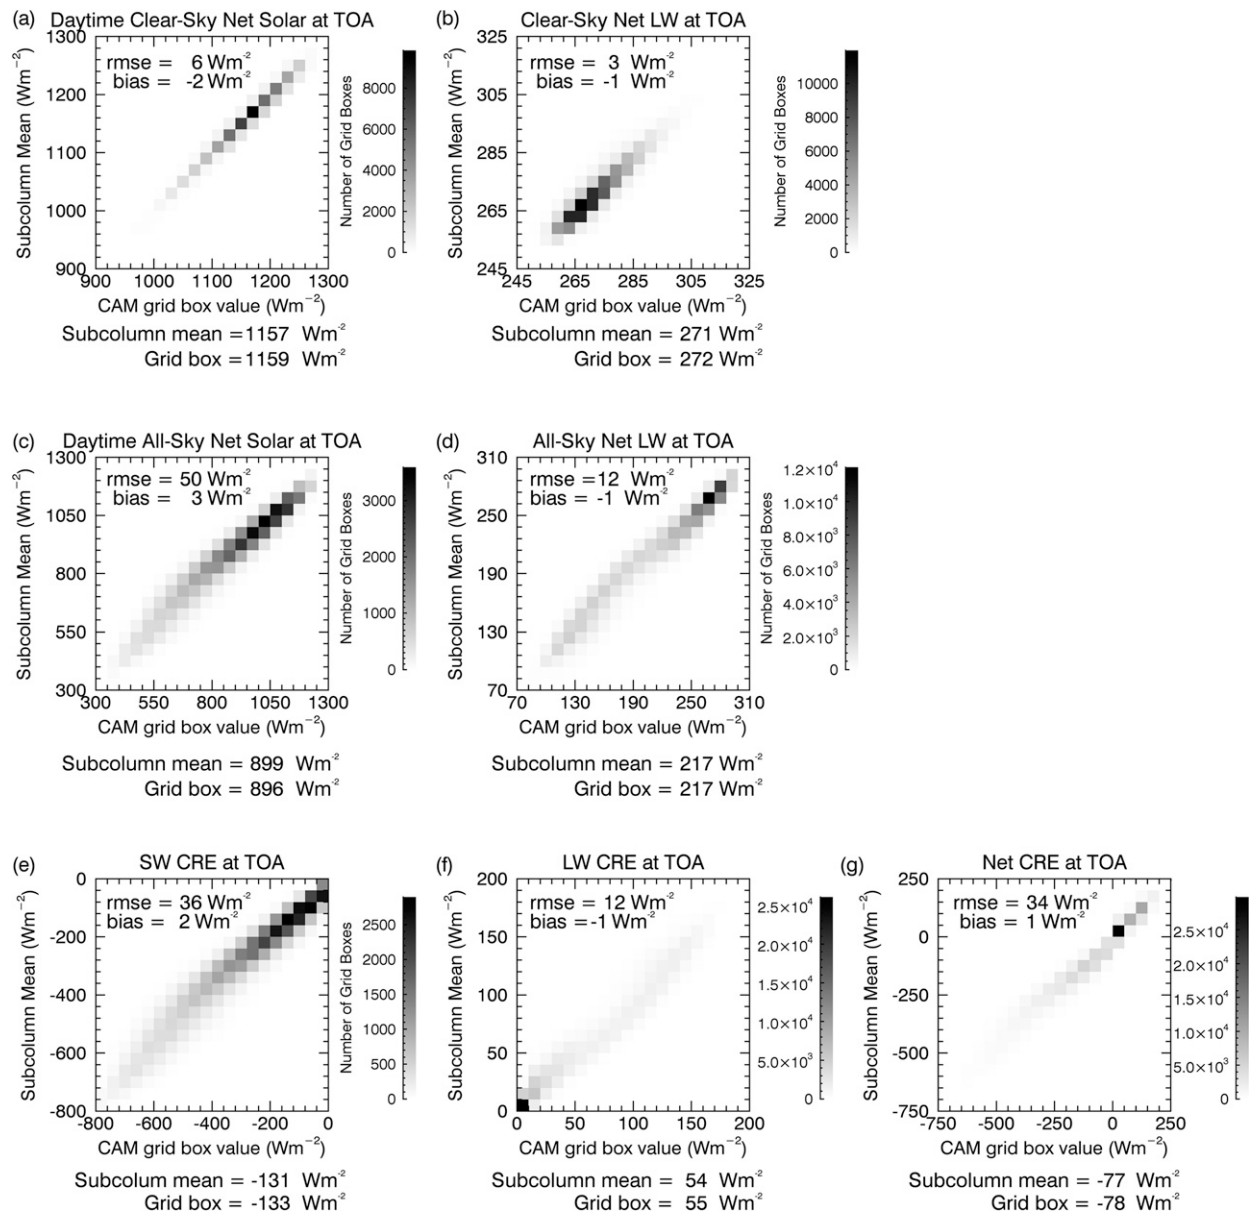 (a) Daytime Clear-Sky Net Solar at TOA
1300
1200
1100
1000
900
900 1000 1100 1200 1300
Subcolumn Mean (Wm−2)
rmse = 6 Wm-2
bias = -2 Wm-2
8000
6000
4000
2000
0
Number of Grid Boxes
CAM grid box value (Wm−2)
Subcolumn mean =1157 Wm-2
Grid box =1159 Wm-2
(b) Clear-Sky Net LW at TOA
325
305
285
265
245
245 265 285 305 325
Subcolumn Mean (Wm−2)
rmse = 3 Wm-2
bias = -1 Wm-2
10000
8000
6000
4000
2000
0
Number of Grid Boxes
CAM grid box value (Wm−2)
Subcolumn mean = 271 Wm-2
Grid box = 272 Wm-2
(c) Daytime All-Sky Net Solar at TOA
1300
1050
800
550
300
300 550 800 1050 1300
Subcolumn Mean (Wm−2)
rmse = 50 Wm-2
bias = 3 Wm-2
3000
2000
1000
0
Number of Grid Boxes
CAM grid box value (Wm−2)
Subcolumn mean = 899 Wm-2
Grid box = 896 Wm-2
(d) All-Sky Net LW at TOA
310
250
190
130
70
70 130 190 250 310
Subcolumn Mean (Wm−2)
rmse =12 Wm-2
bias = -1 Wm-2
1.2×10⁴
1.0×10⁴
8.0×10³
6.0×10³
4.0×10³
2.0×10³
0
Number of Grid Boxes
CAM grid box value (Wm−2)
Subcolumn mean = 217 Wm-2
Grid box = 217 Wm-2
(e) SW CRE at TOA
0
-200
-400
-600
-800
-800 -600 -400 -200 0
Subcolumn Mean (Wm−2)
rmse = 36 Wm-2
bias = 2 Wm-2
2500
2000
1500
1000
500
0
Number of Grid Boxes
CAM grid box value (Wm−2)
Subcolum mean = -131 Wm-2
Grid box = -133 Wm-2
(f) LW CRE at TOA
200
150
100
50
0
0 50 100 150 200
Subcolumn Mean (Wm−2)
rmse = 12 Wm-2
bias =-1 Wm-2
2.5×10⁴
2.0×10⁴
1.5×10⁴
1.0×10⁴
5.0×10³
0
CAM grid box value (Wm−2)
Subcolumn mean = 54 Wm-2
Grid box = 55 Wm-2
(g) Net CRE at TOA
250
0
-250
-500
-750
-750 -500 -250 0 250
Subcolumn Mean (Wm−2)
rmse = 34 Wm-2
bias = 1 Wm-2
2.5×10⁴
2.0×10⁴
1.5×10⁴
1.0×10⁴
5.0×10³
0
CAM grid box value (Wm−2)
Subcolumn mean = -77 Wm-2
Grid box = -78 Wm-2